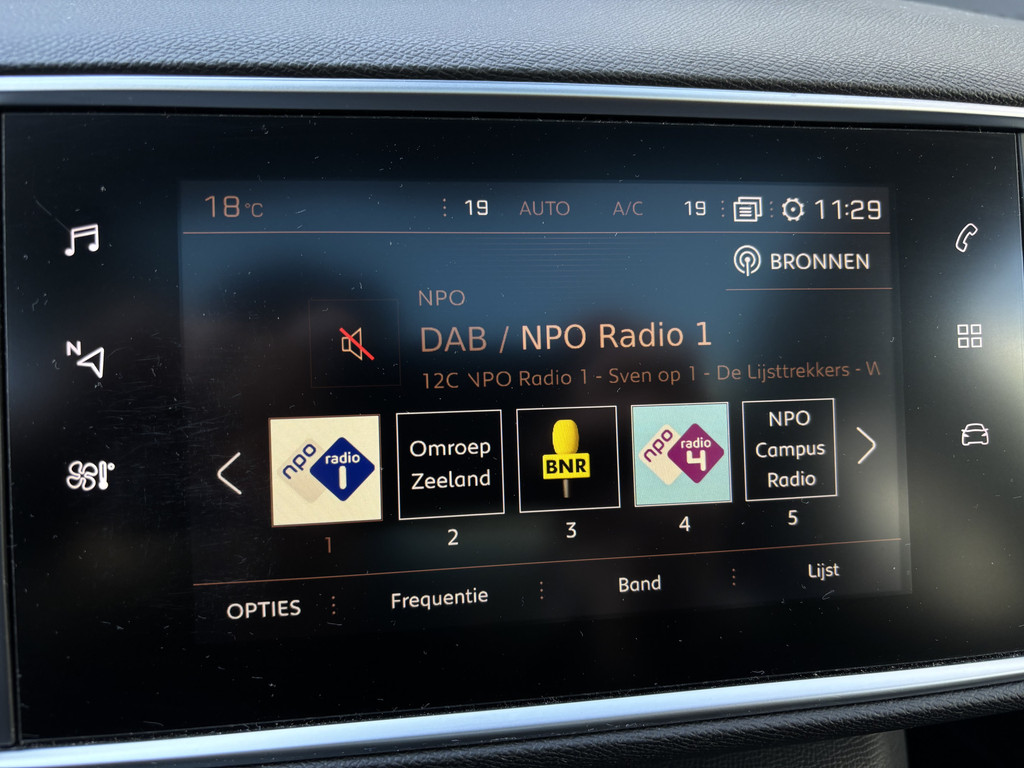 18°C 19 AUTO A/C 19 11:29
BRONNEN
NPO
DAB / NPO Radio 1
12C NPO Radio 1 - Sven op 1 - De Lijsttrekkers - W
N
npo radio 1
Omroep
Zeeland
BNR
npo radio 4
NPO
Campus
Radio
1 2 3 4 5
OPTIES Frequentie Band Lijst